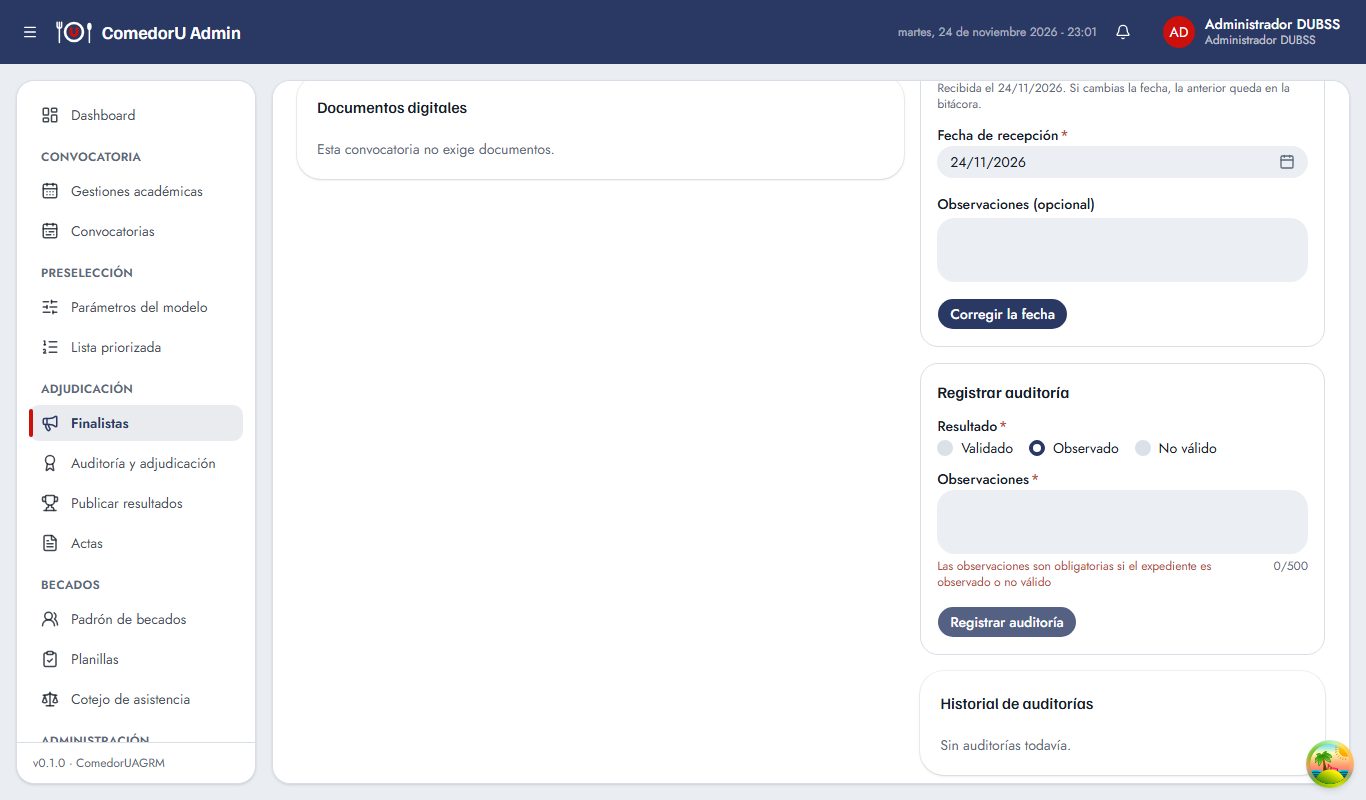 ComedorU Admin
martes, 24 de noviembre 2026 - 23:01
AD
Administrador DUBSS
Administrador DUBSS
Dashboard
CONVOCATORIA
Gestiones académicas
Convocatorias
PRESELECCIÓN
Parámetros del modelo
Lista priorizada
ADJUDICACIÓN
Finalistas
Auditoría y adjudicación
Publicar resultados
Actas
BECADOS
Padrón de becados
Planillas
Cotejo de asistencia
ADMINISTRACIÓN
v0.1.0 · ComedorUAGRM
Documentos digitales
Esta convocatoria no exige documentos.
Recibida el 24/11/2026. Si cambias la fecha, la anterior queda en la
bitácora.
Fecha de recepción *
24/11/2026
Observaciones (opcional)
Corregir la fecha
Registrar auditoría
Resultado *
Validado Observado No válido
Observaciones *
Las observaciones son obligatorias si el expediente es
observado o no válido
0/500
Registrar auditoría
Historial de auditorías
Sin auditorías todavía.